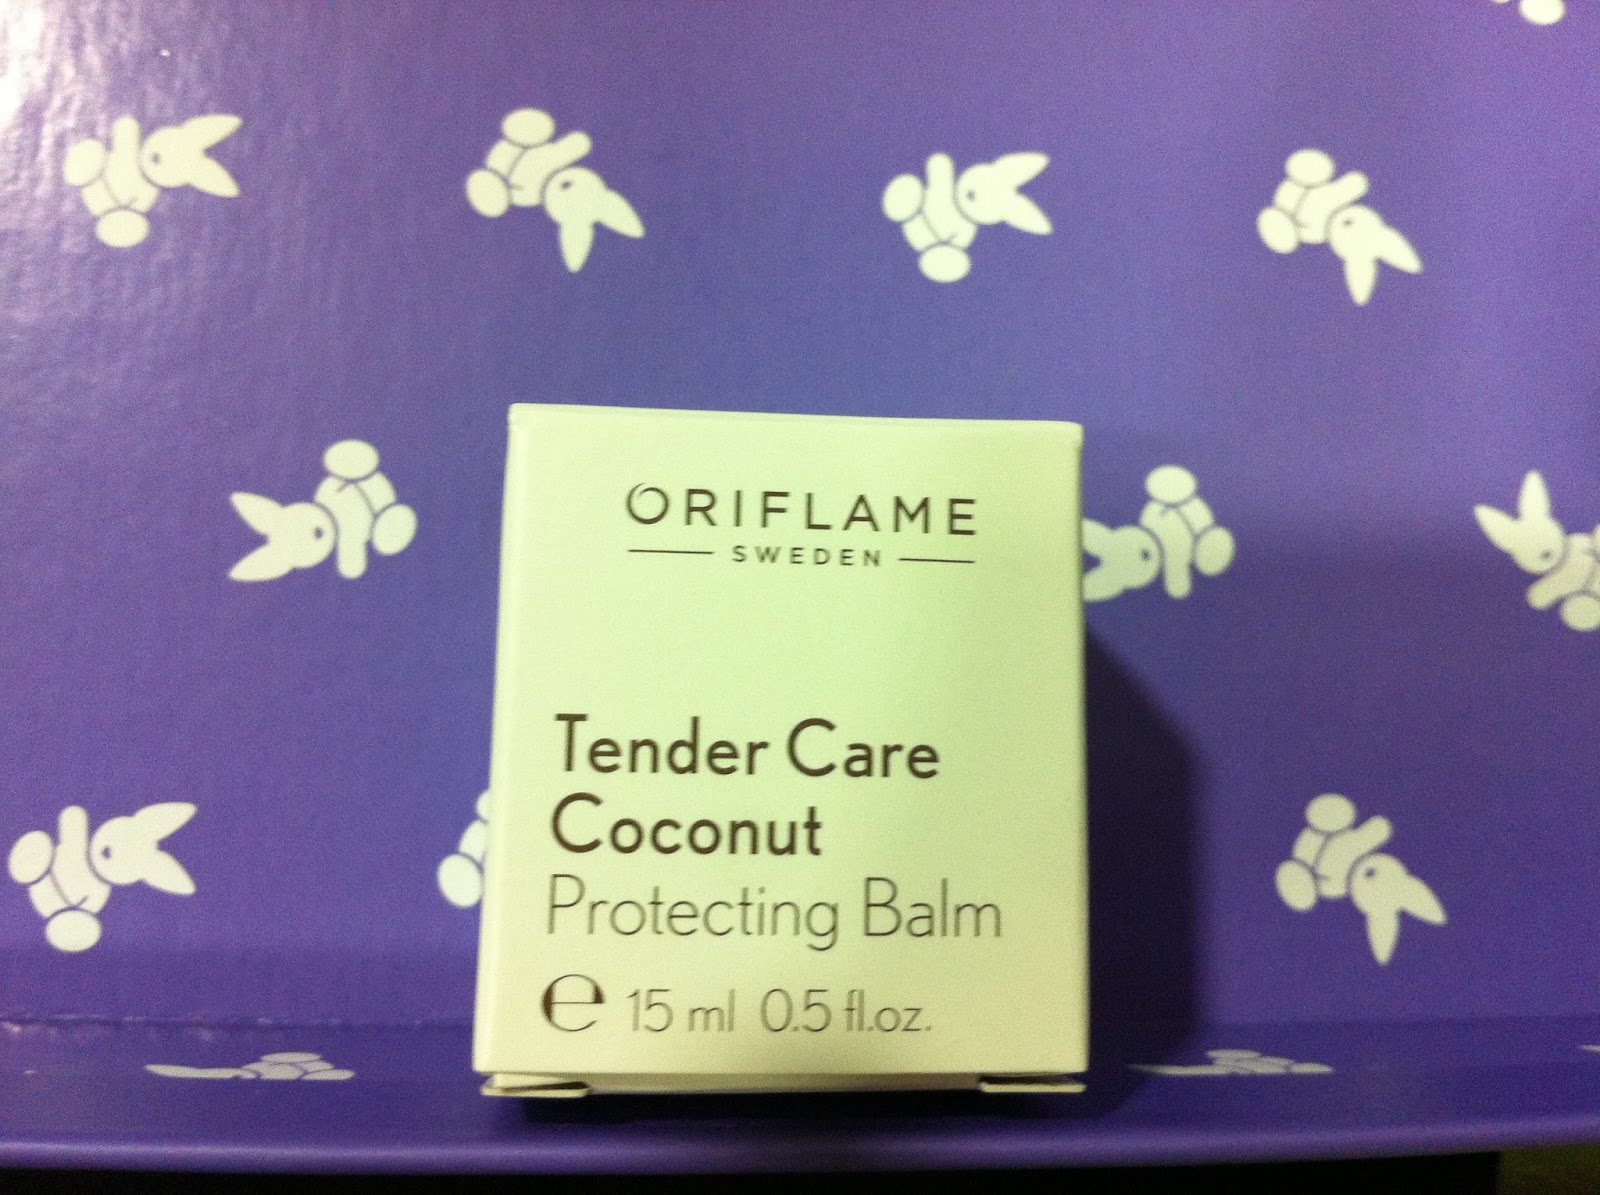 ORIFLAME
SWEDEN
Tender Care
Coconut
Protecting Balm
℮ 15 ml 0.5 fl.oz.